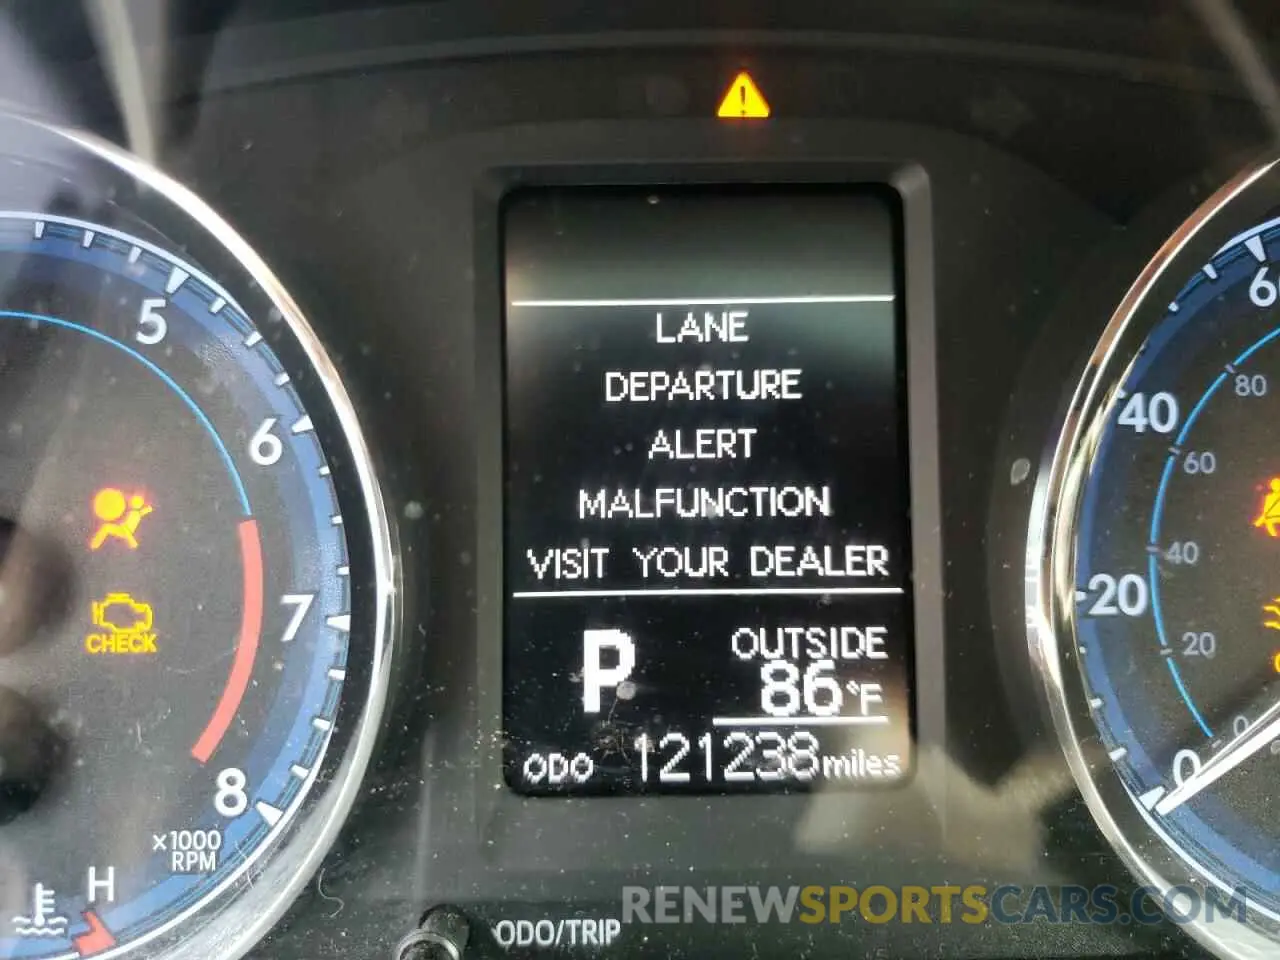 LANE
DEPARTURE
ALERT
MALFUNCTION
VISIT YOUR DEALER
P
OUTSIDE
86°F
ODO 121238 miles
5
6
7
8
×1000
RPM
H
CHECK
ODO/TRIP
40
20
0
80
60
40
20
0
RENEWSPORTSCARS.COM